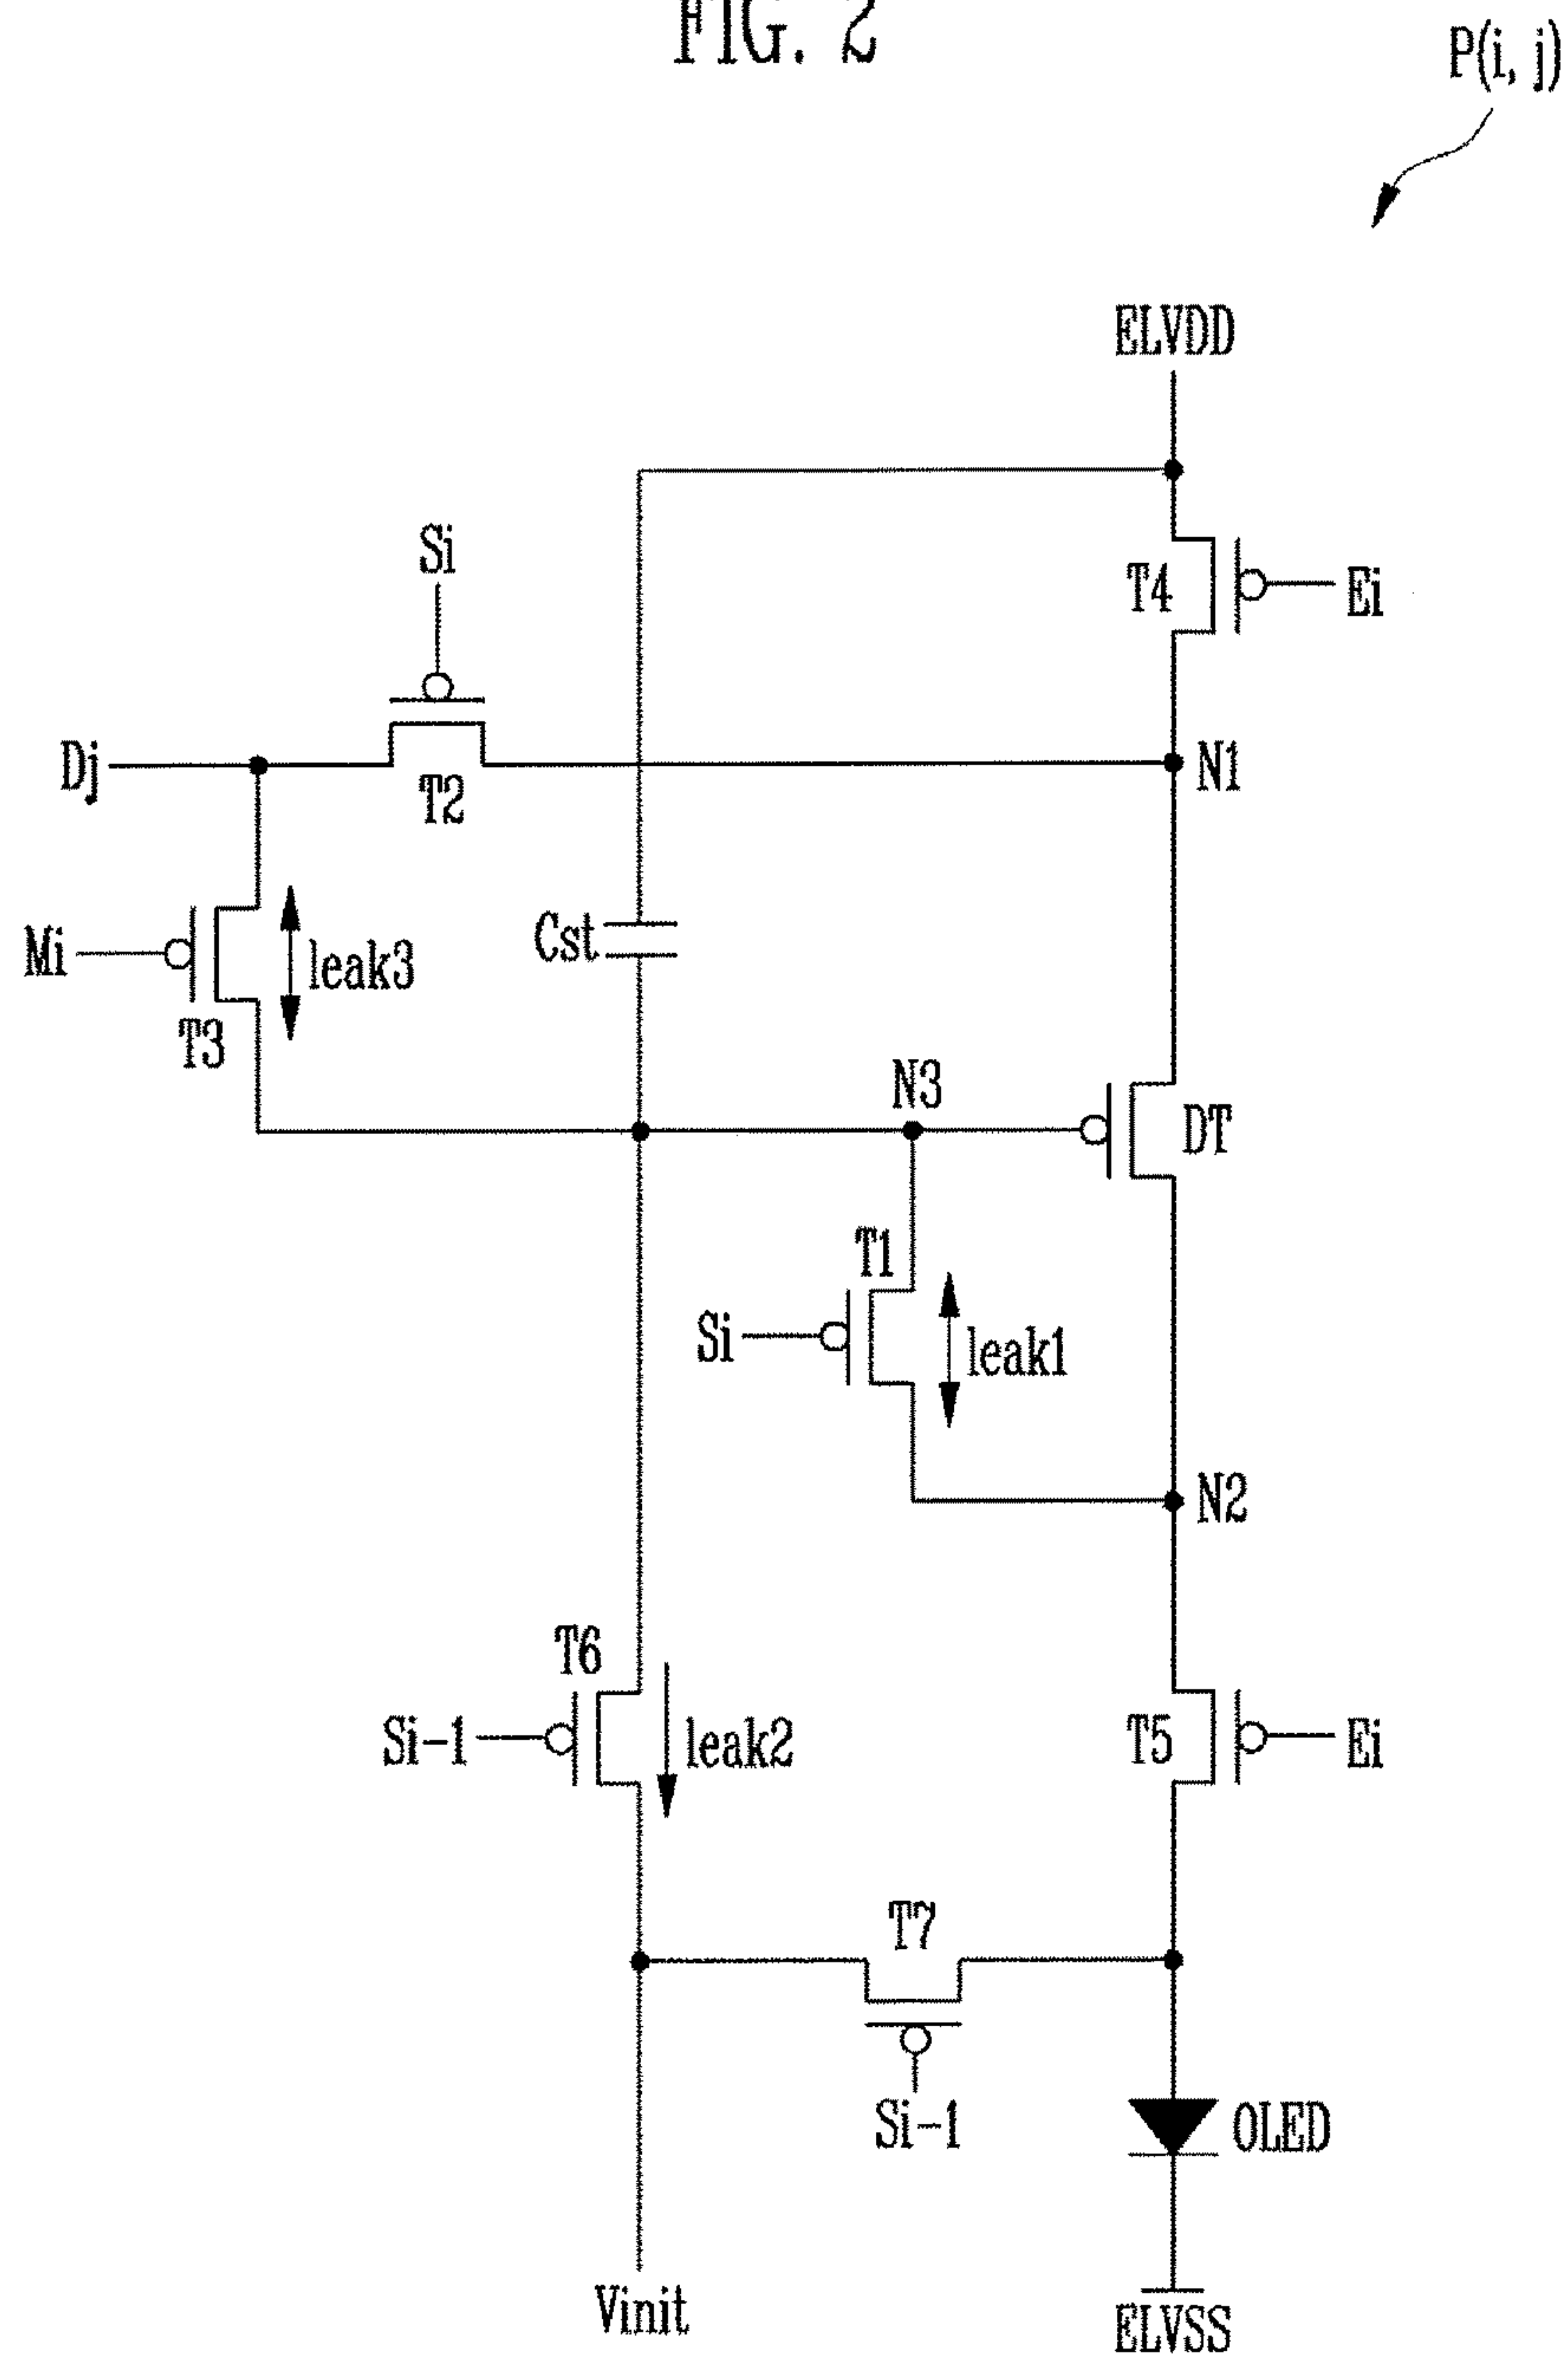 FIG. 2
P(i, j)
ELVDD
Si
T4
Ei
Dj
T2
N1
Mi
leak3
Cst
T3
N3
DT
T1
Si
leak1
N2
T6
Si-1
leak2
T5
Ei
T7
Si-1
OLED
Vinit
ELVSS